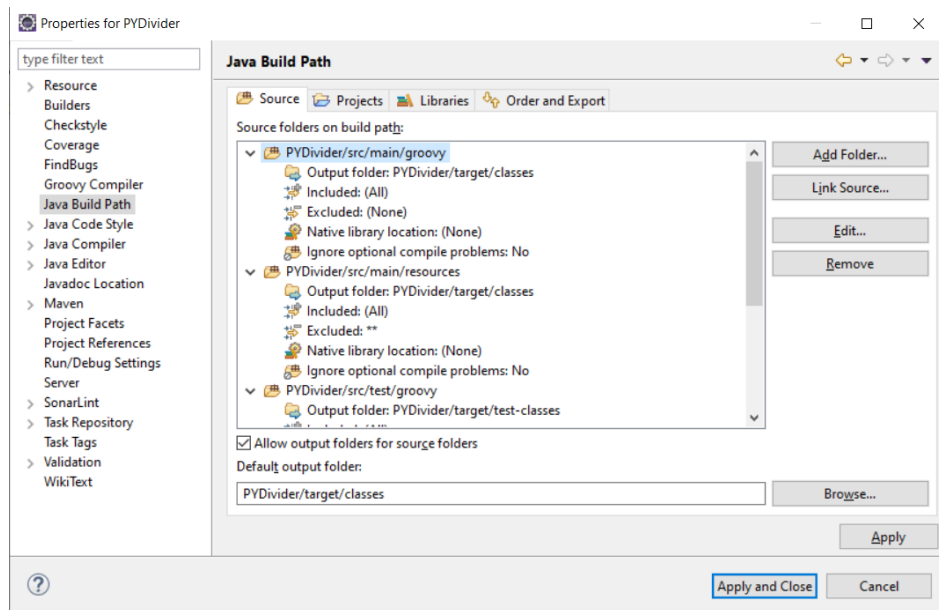 Properties for PYDivider
type filter text
Resource
Builders
Checkstyle
Coverage
FindBugs
Groovy Compiler
Java Build Path
Java Code Style
Java Compiler
Java Editor
Javadoc Location
Maven
Project Facets
Project References
Run/Debug Settings
Server
SonarLint
Task Repository
Task Tags
Validation
WikiText
Java Build Path
Source Projects Libraries Order and Export
Source folders on build path:
PYDivider/src/main/groovy
Output folder: PYDivider/target/classes
Included: (All)
Excluded: (None)
Native library location: (None)
Ignore optional compile problems: No
PYDivider/src/main/resources
Output folder: PYDivider/target/classes
Included: (All)
Excluded: **
Native library location: (None)
Ignore optional compile problems: No
PYDivider/src/test/groovy
Output folder: PYDivider/target/test-classes
Add Folder...
Link Source...
Edit...
Remove
Allow output folders for source folders
Default output folder:
PYDivider/target/classes
Browse...
Apply
?
Apply and Close
Cancel